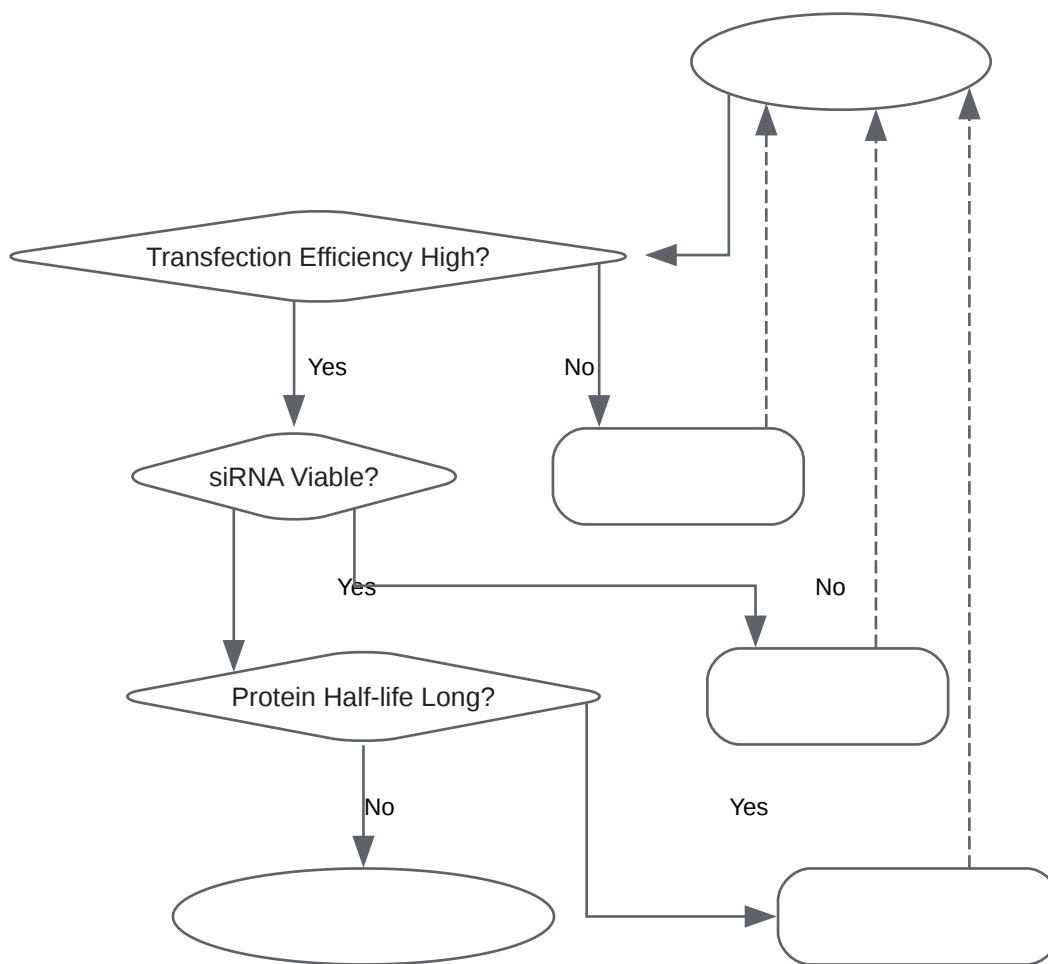 Transfection Efficiency High?
Yes
No
siRNA Viable?
Yes
No
Protein Half-life Long?
No
Yes